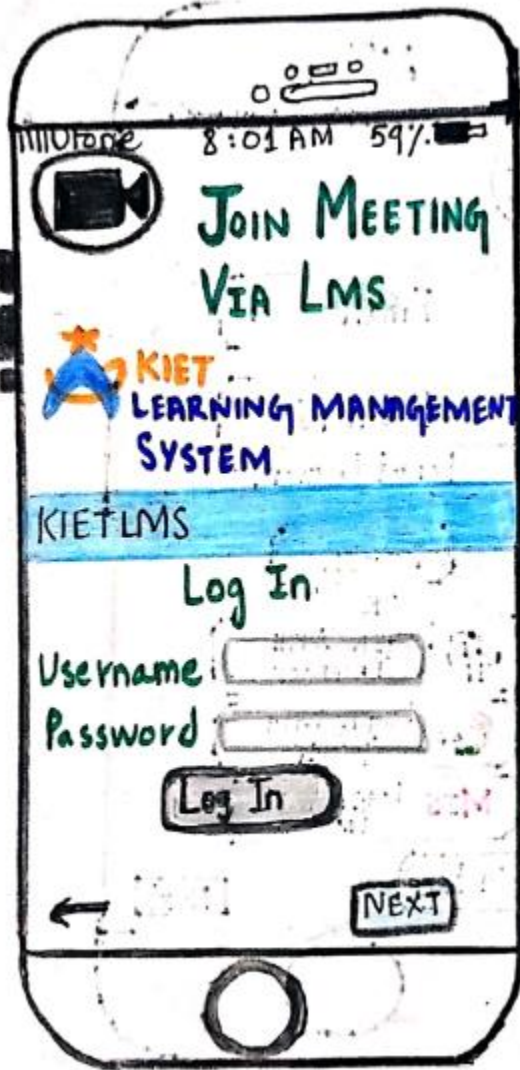 Ufone 8:01 AM 59%
JOIN MEETING
VIA LMS
KIET
LEARNING MANAGEMENT
SYSTEM
KIETLMS
Log In
Username
Password
Log In
NEXT